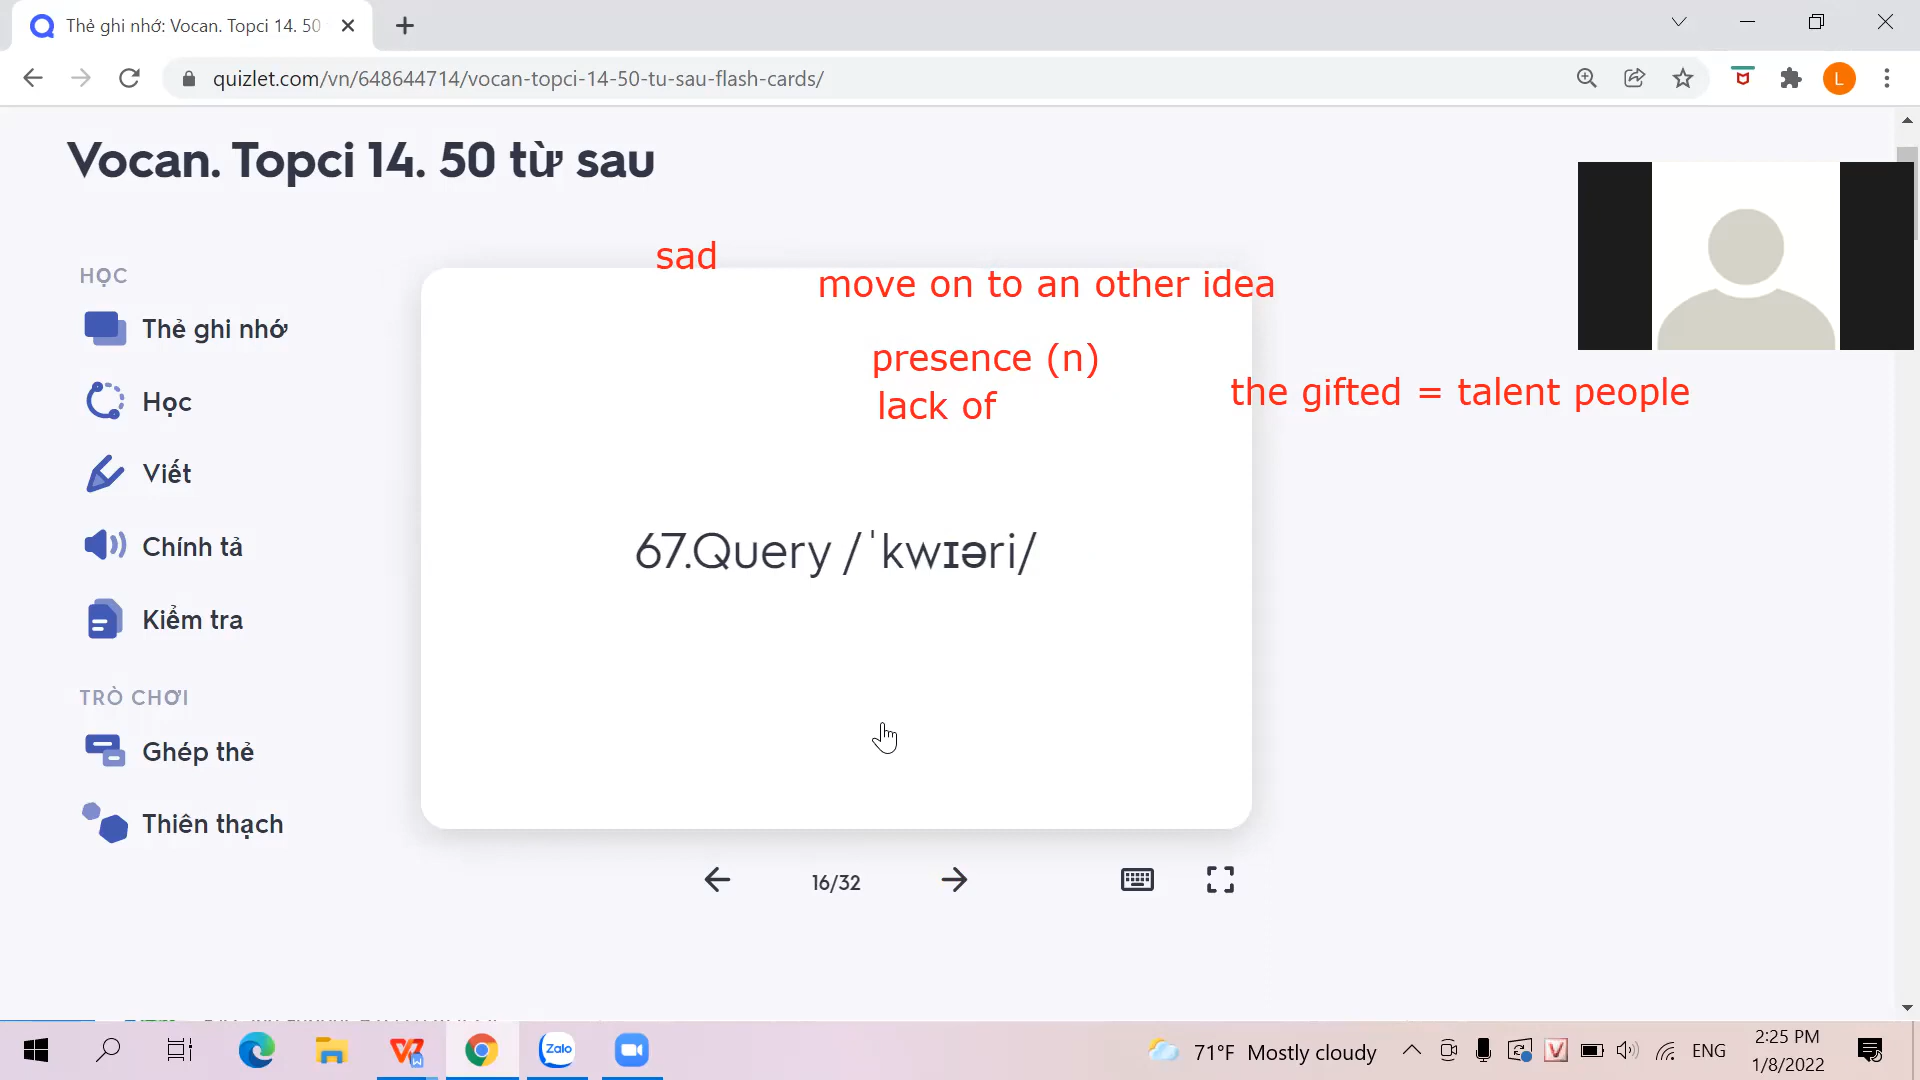 Thẻ ghi nhớ: Vocan. Topci 14. 50
quizlet.com/vn/648644714/vocan-topci-14-50-tu-sau-flash-cards/
L
Vocan. Topci 14. 50 từ sau
sad
move on to an other idea
presence (n)
lack of
the gifted = talent people
HỌC
Thẻ ghi nhớ
Học
Viết
Chính tả
Kiểm tra
TRÒ CHƠI
Ghép thẻ
Thiên thạch
67.Query /ˈkwɪəri/
16/32
Zalo
71°F Mostly cloudy
ENG
2:25 PM
1/8/2022